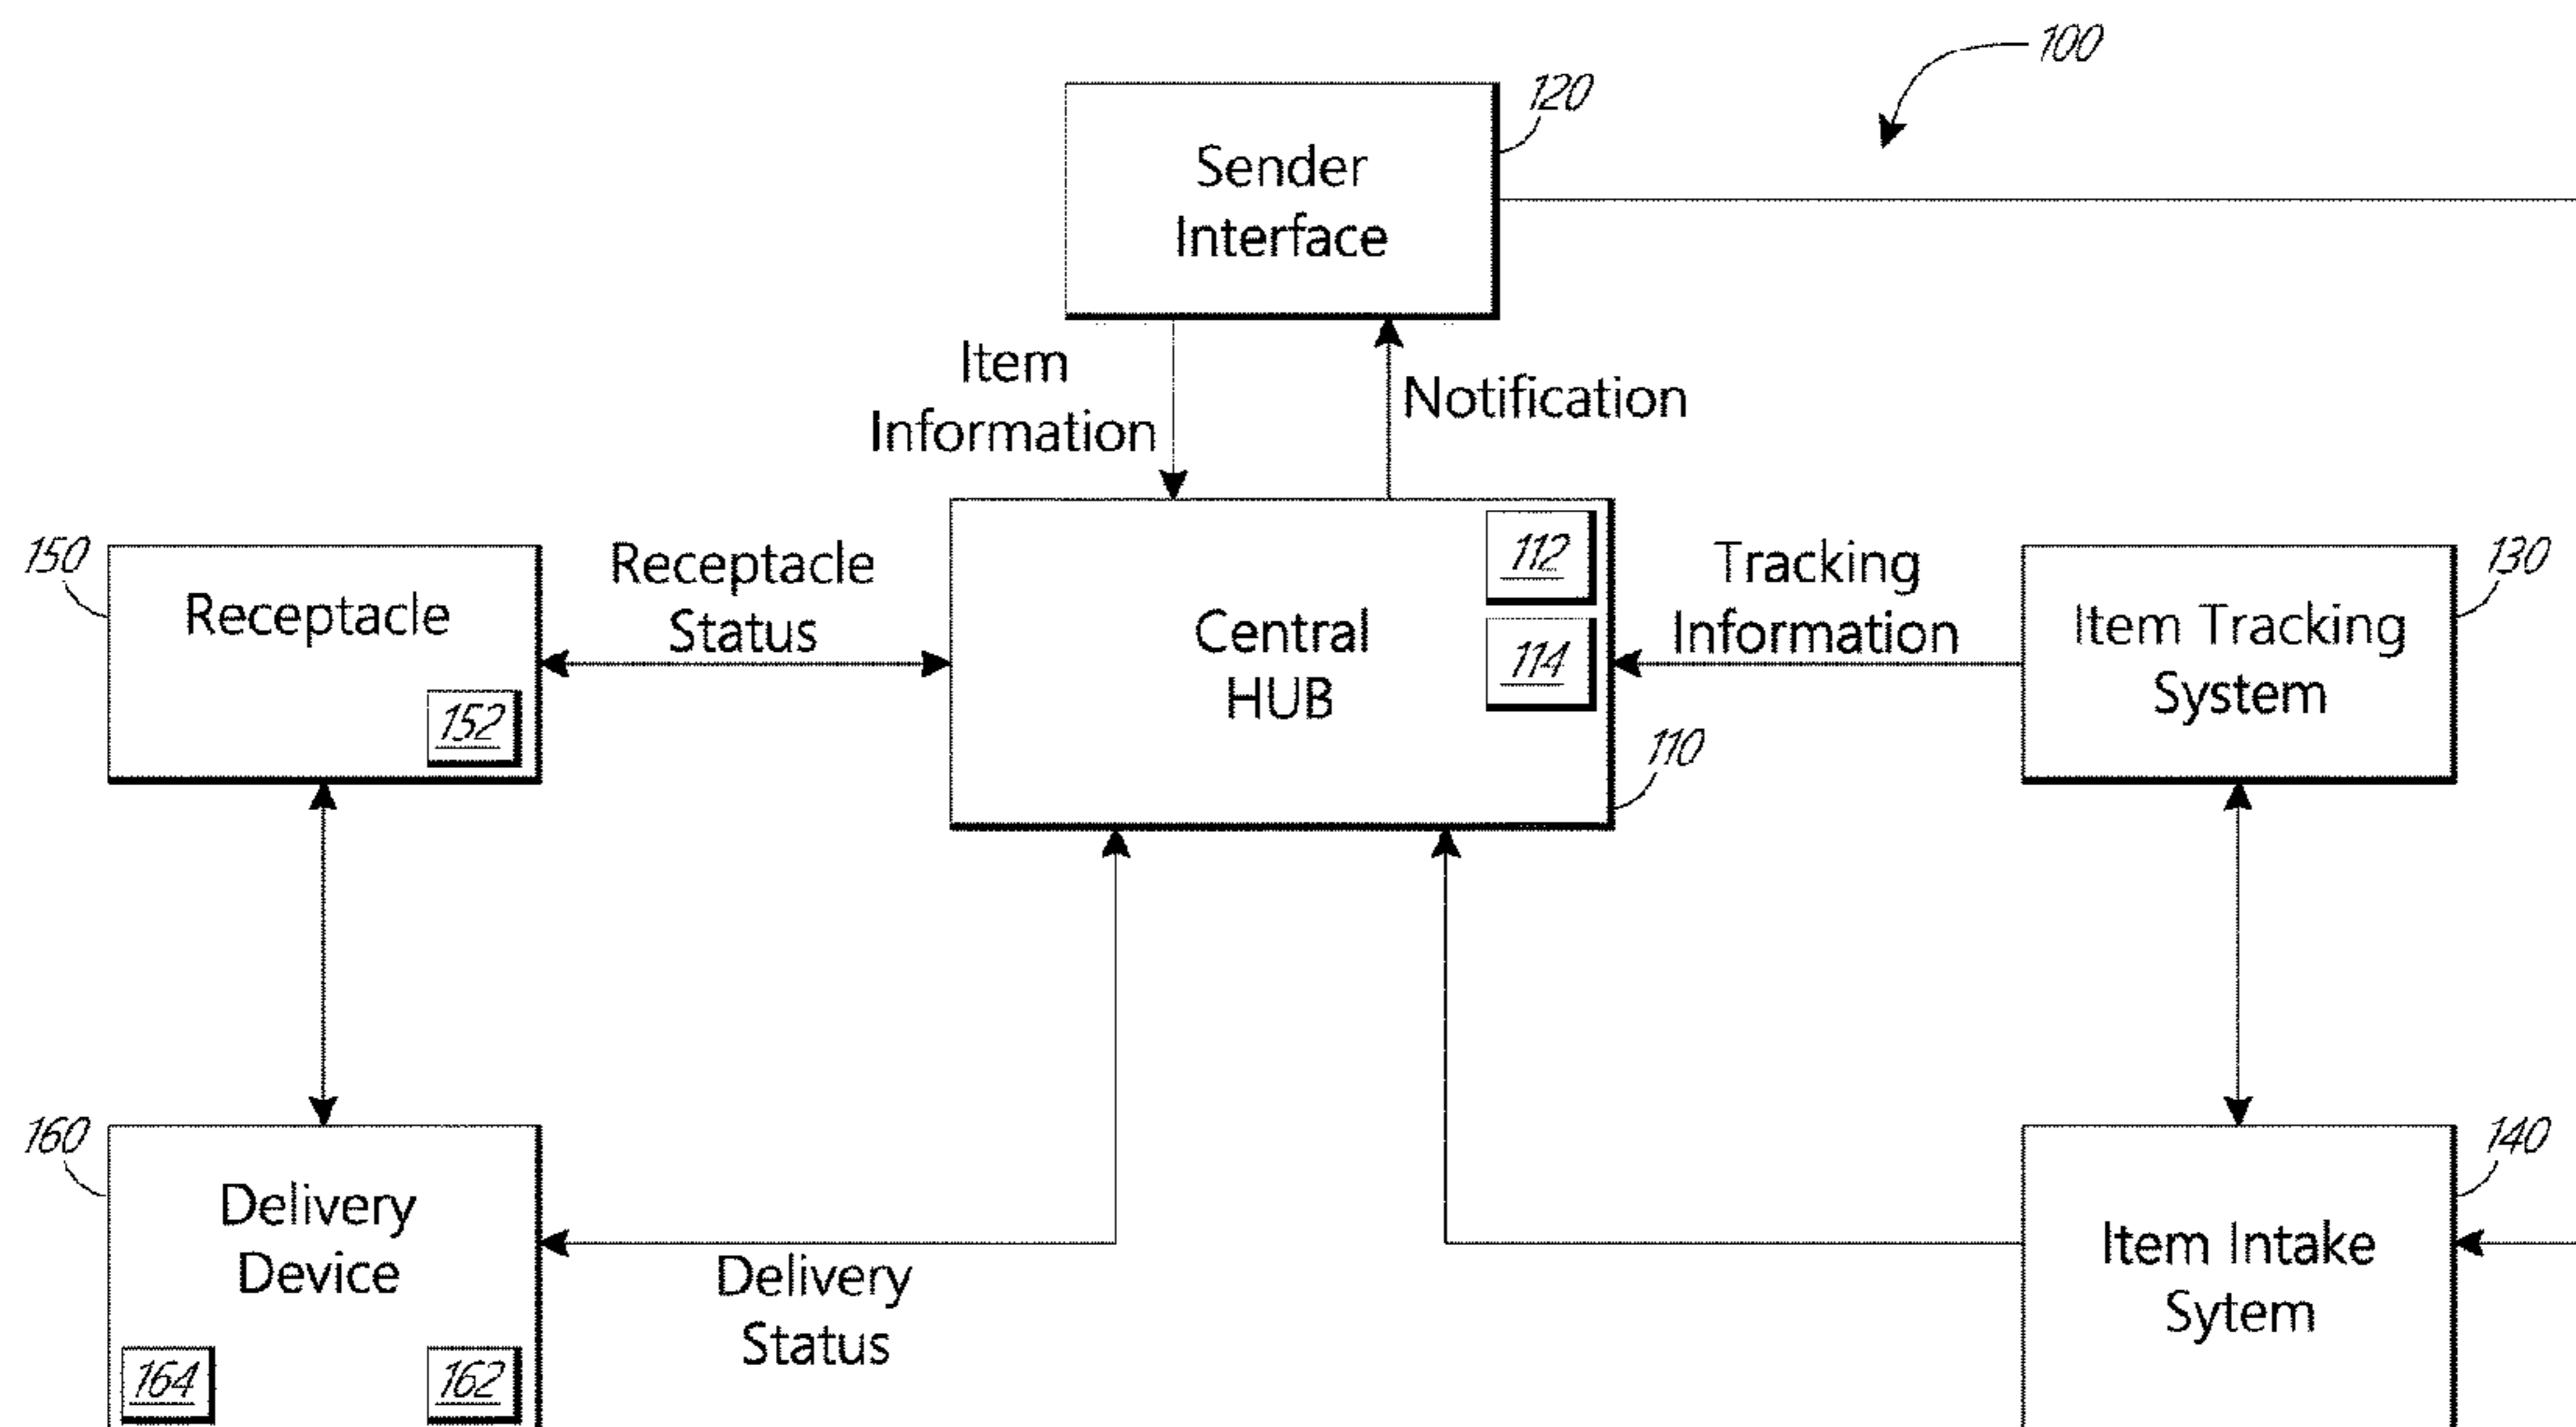 100
120
Sender
Interface
Item
Information
Notification
150
Receptacle
152
Receptacle
Status
112
114
Central
HUB
110
Tracking
Information
130
Item Tracking
System
160
Delivery
Device
164
162
Delivery
Status
140
Item Intake
Sytem